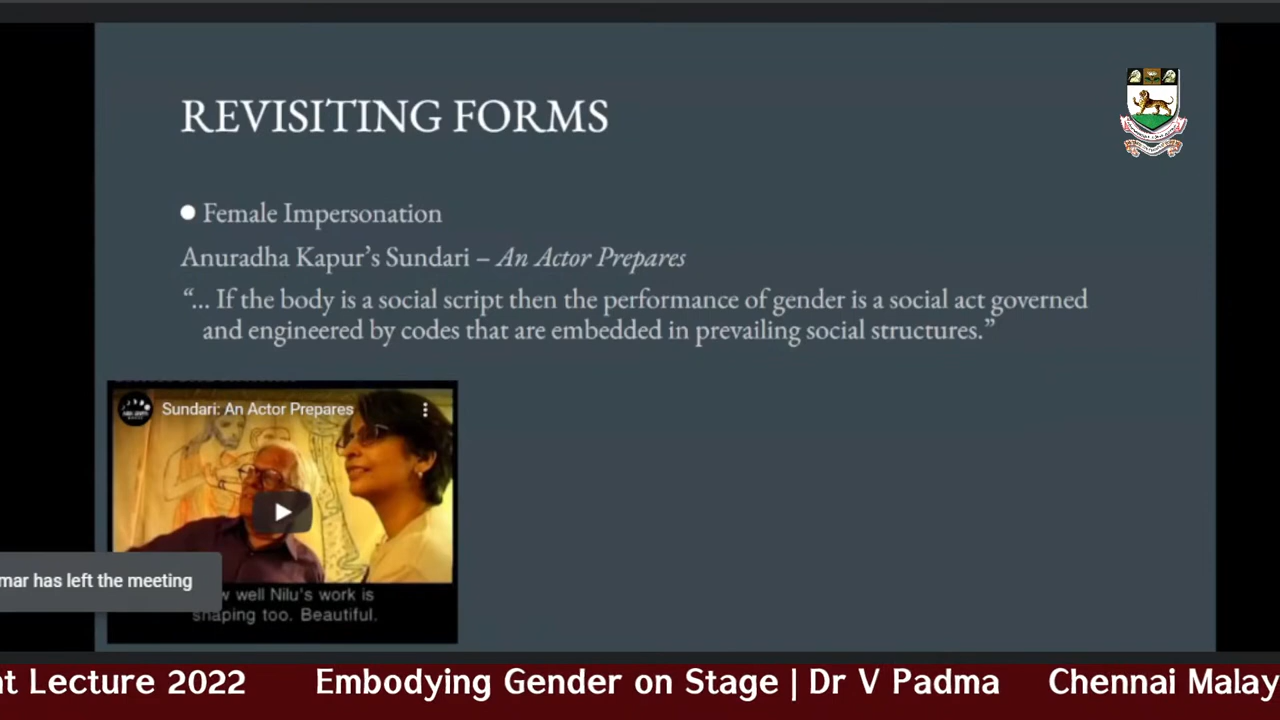 REVISITING FORMS
Female Impersonation
Anuradha Kapur’s Sundari – An Actor Prepares
“... If the body is a social script then the performance of gender is a social act governed
and engineered by codes that are embedded in prevailing social structures.”
Sundari: An Actor Prepares
mar has left the meeting
w well Nilu's work is
shaping too. Beautiful.
nt Lecture 2022 Embodying Gender on Stage | Dr V Padma Chennai Malay